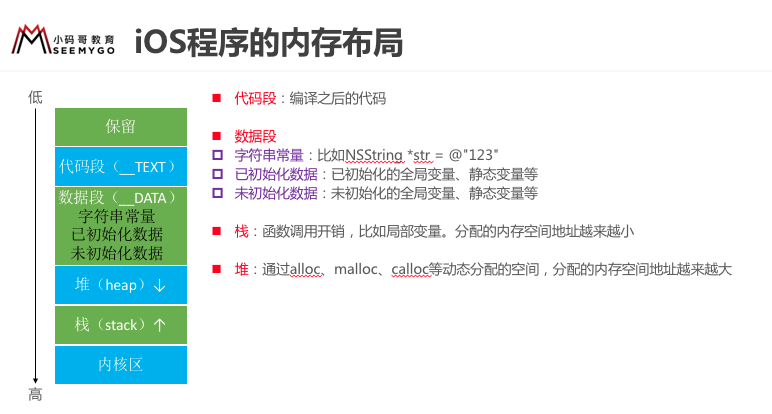 小码哥教育
SEEMYGO
iOS程序的内存布局
低
保留
代码段（__TEXT）
数据段（__DATA）
字符串常量
已初始化数据
未初始化数据
堆（heap）↓
栈（stack）↑
内核区
高
代码段：编译之后的代码
数据段
字符串常量：比如NSString *str = @"123"
已初始化数据：已初始化的全局变量、静态变量等
未初始化数据：未初始化的全局变量、静态变量等
栈：函数调用开销，比如局部变量。分配的内存空间地址越来越小
堆：通过alloc、malloc、calloc等动态分配的空间，分配的内存空间地址越来越大